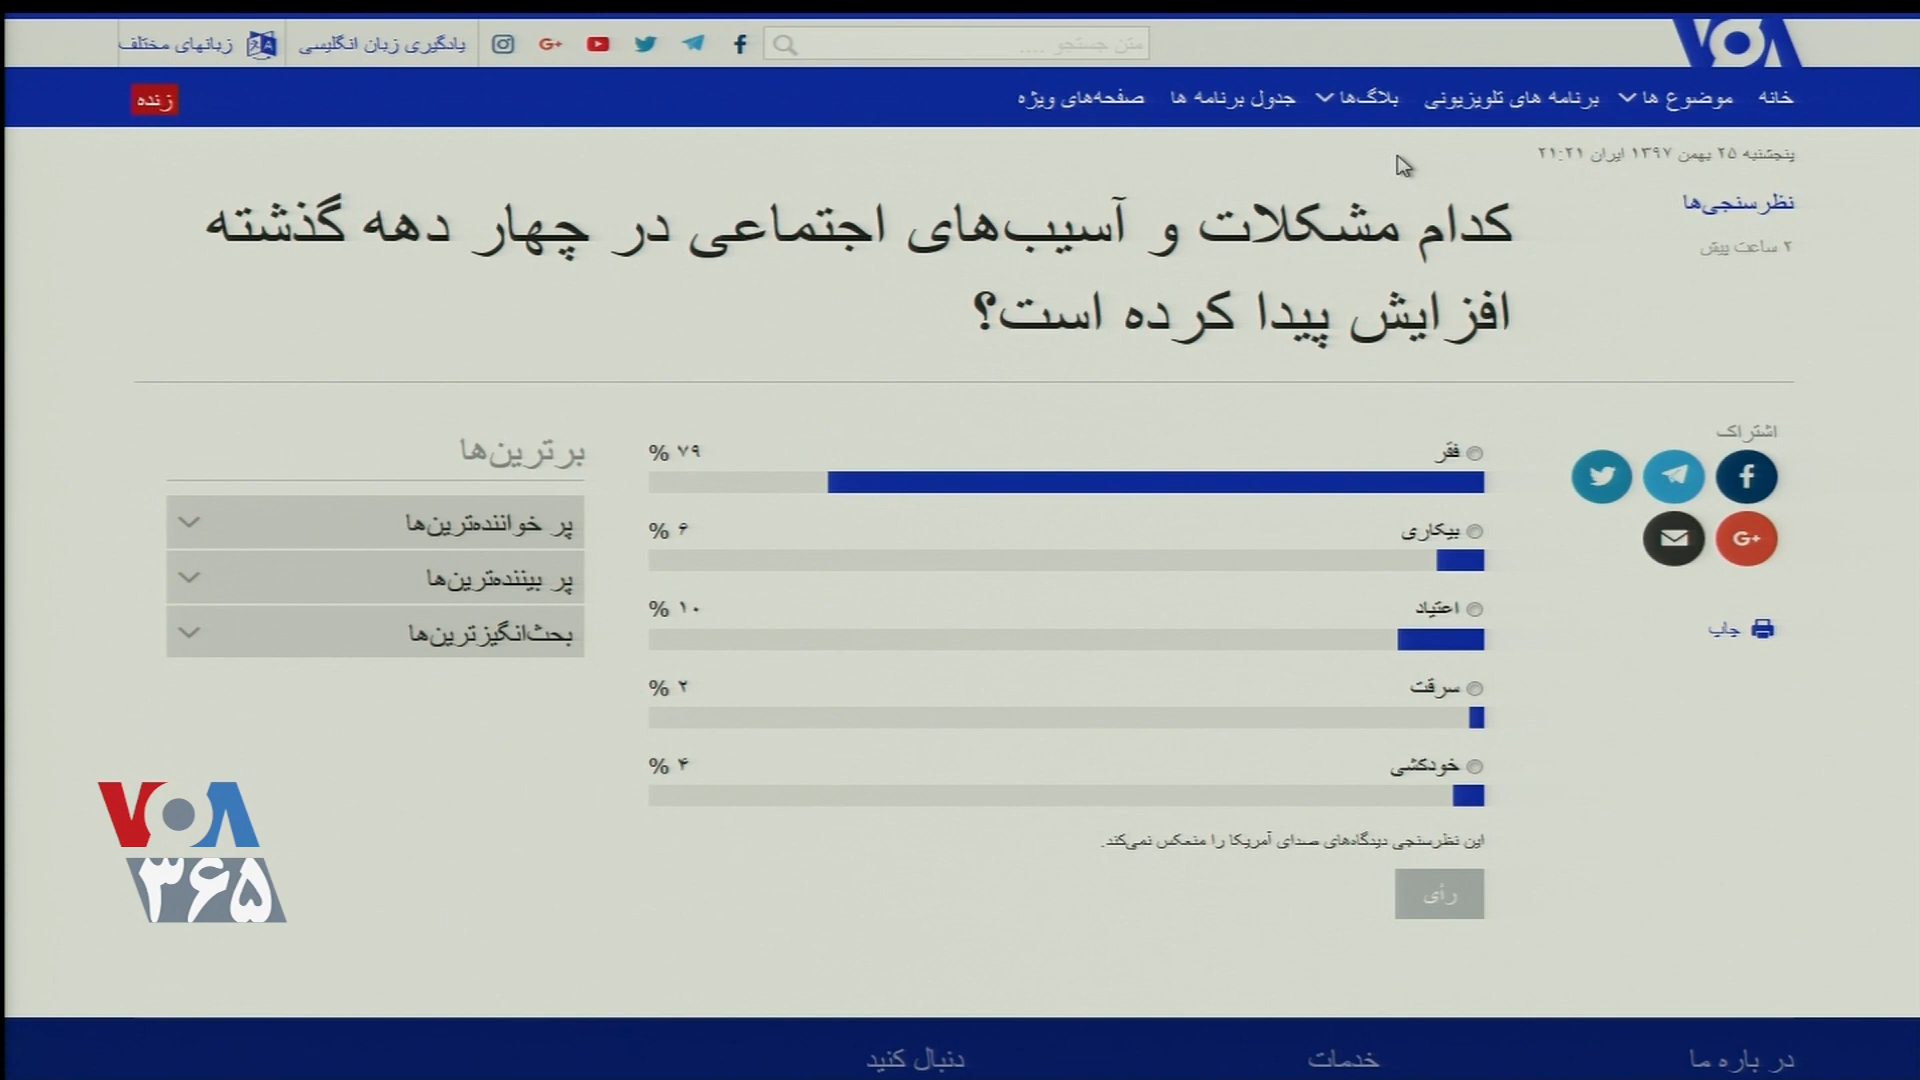 VOA
متن جستجو ....
یادگیری زبان انگلیسی
زبانهای مختلف
خانه
موضوع ها
برنامه های تلویزیونی
بلاگ‌ها
جدول برنامه ها
صفحه‌های ویژه
زنده
پنجشنبه ۲۵ بهمن ۱۳۹۷ ایران ۲۱:۲۱
نظرسنجی‌ها
۲ ساعت پیش
کدام مشکلات و آسیب‌های اجتماعی در چهار دهه گذشته
افزایش پیدا کرده است؟
اشتراک
چاپ
فقر
% ۷۹
بیکاری
% ۶
اعتیاد
% ۱۰
سرقت
% ۲
خودکشی
% ۴
این نظرسنجی دیدگاه‌های صدای آمریکا را منعکس نمی‌کند.
رأی
برترین‌ها
پر خواننده‌ترین‌ها
پر بیننده‌ترین‌ها
بحث‌انگیزترین‌ها
VOA
۳۶۵
در باره ما
خدمات
دنبال کنید